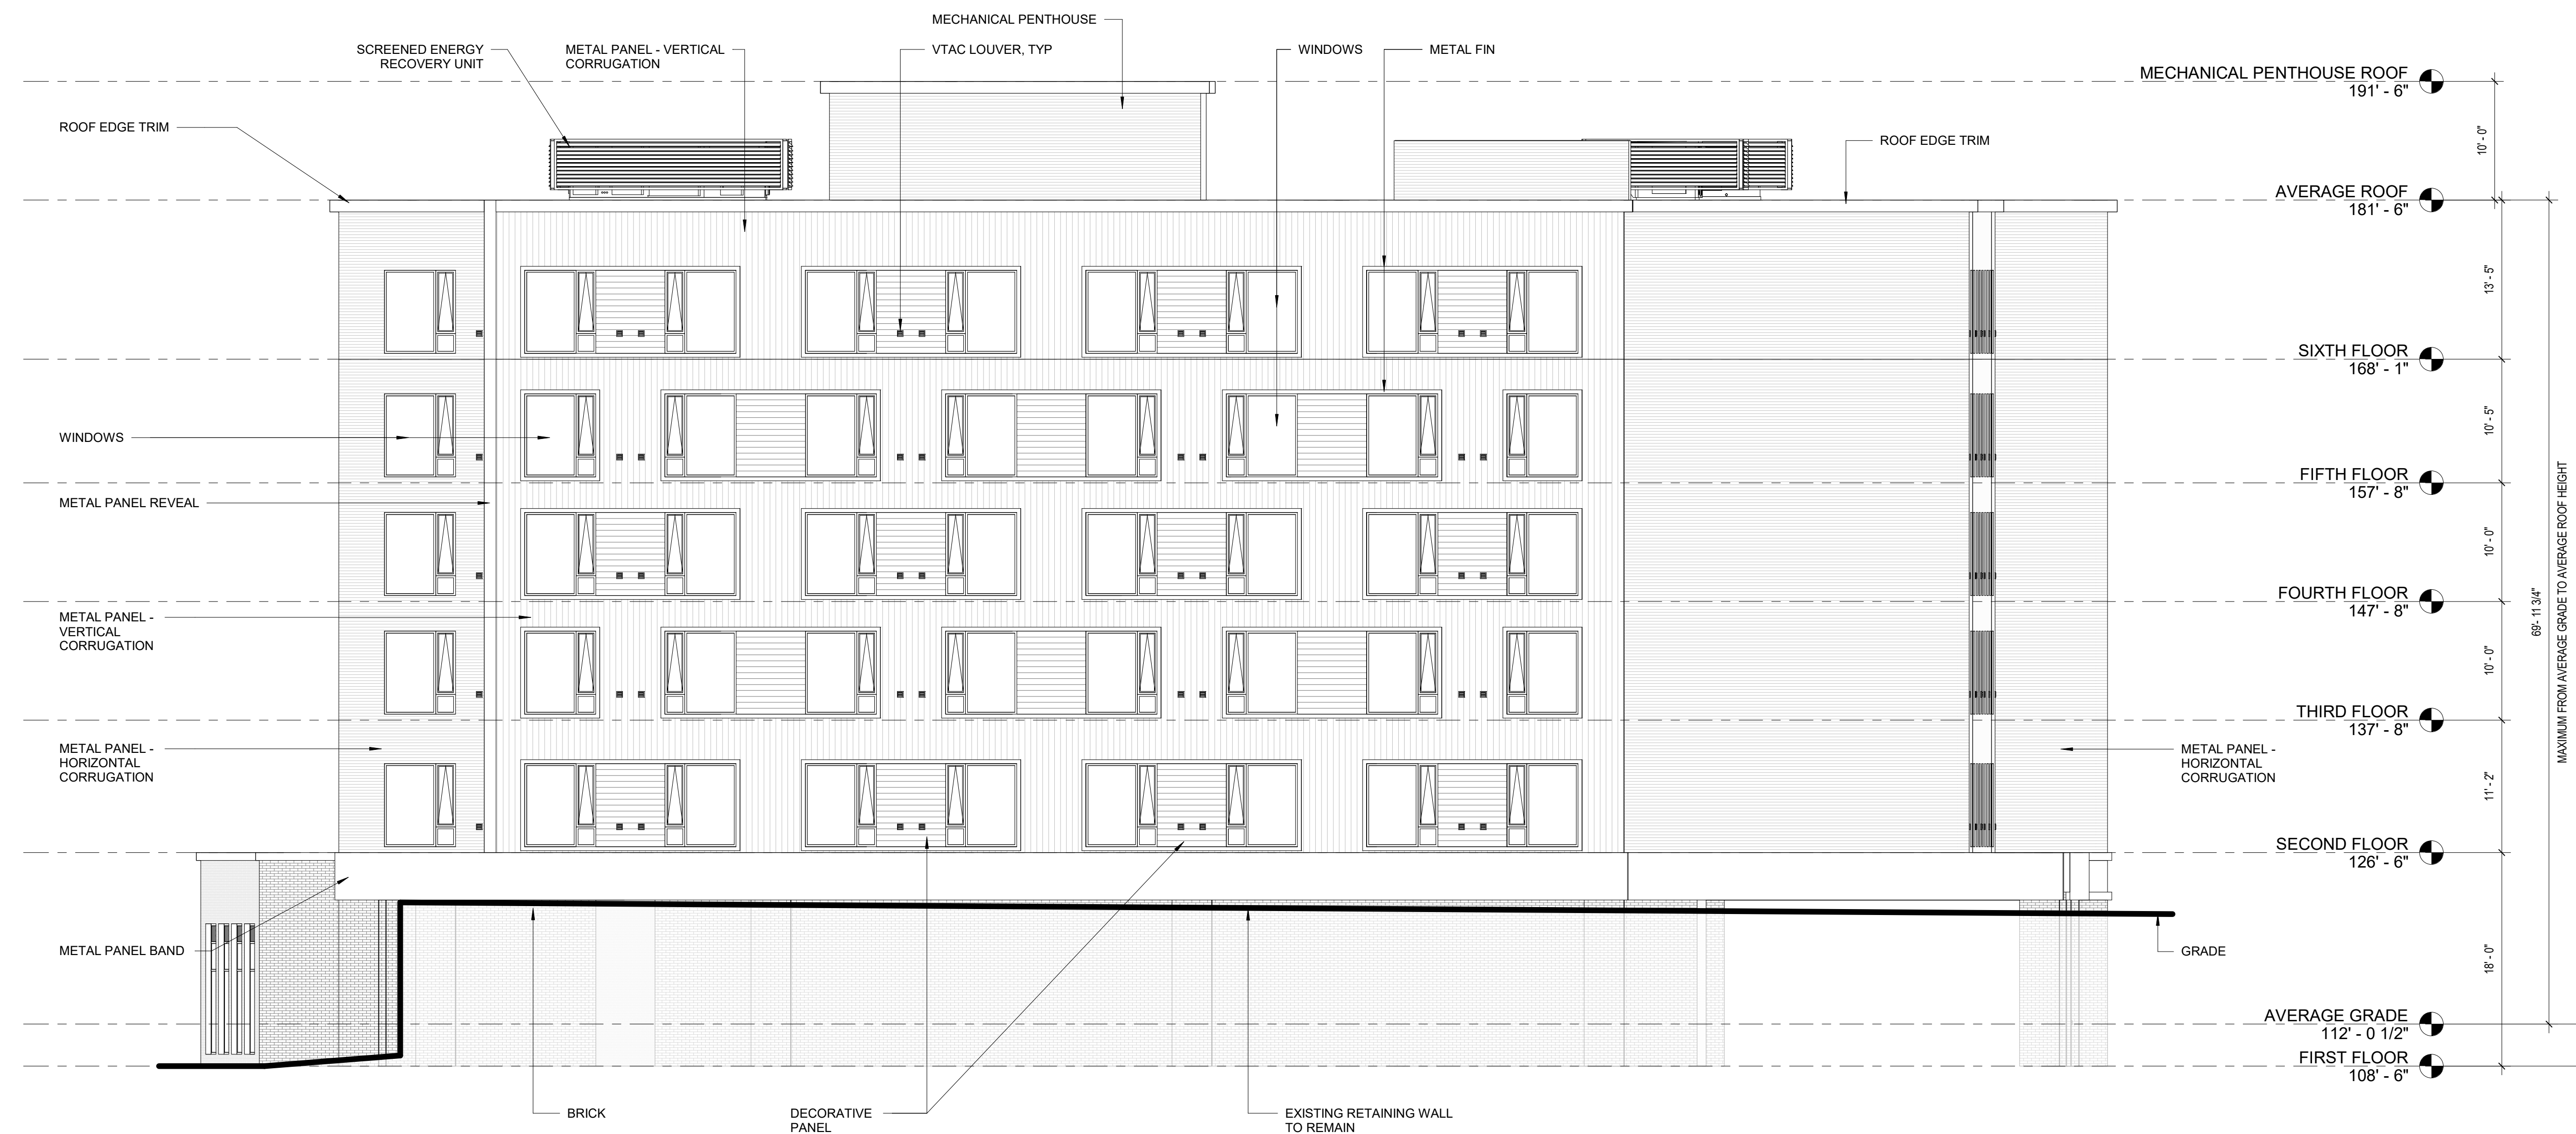 MECHANICAL PENTHOUSE
SCREENED ENERGY
RECOVERY UNIT
METAL PANEL - VERTICAL
CORRUGATION
VTAC LOUVER, TYP
WINDOWS
METAL FIN
MECHANICAL PENTHOUSE ROOF
191' - 6"
ROOF EDGE TRIM
ROOF EDGE TRIM
10' - 0"
AVERAGE ROOF
181' - 6"
13' - 5"
SIXTH FLOOR
168' - 1"
WINDOWS
10' - 5"
FIFTH FLOOR
157' - 8"
METAL PANEL REVEAL
10' - 0"
FOURTH FLOOR
147' - 8"
METAL PANEL -
VERTICAL
CORRUGATION
69'- 11 3/4"
MAXIMUM FROM AVERAGE GRADE TO AVERAGE ROOF HEIGHT
10' - 0"
THIRD FLOOR
137' - 8"
METAL PANEL -
HORIZONTAL
CORRUGATION
METAL PANEL -
HORIZONTAL
CORRUGATION
11' - 2"
SECOND FLOOR
126' - 6"
METAL PANEL BAND
GRADE
18' - 0"
AVERAGE GRADE
112' - 0 1/2"
FIRST FLOOR
108' - 6"
BRICK
DECORATIVE
PANEL
EXISTING RETAINING WALL
TO REMAIN